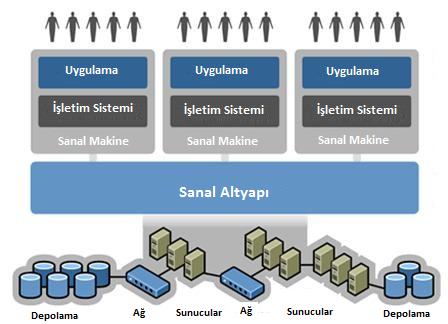 Uygulama
Uygulama
Uygulama
İşletim Sistemi
İşletim Sistemi
İşletim Sistemi
Sanal Makine
Sanal Makine
Sanal Makine
Sanal Altyapı
Depolama
Ağ
Sunucular
Ağ
Sunucular
Depolama